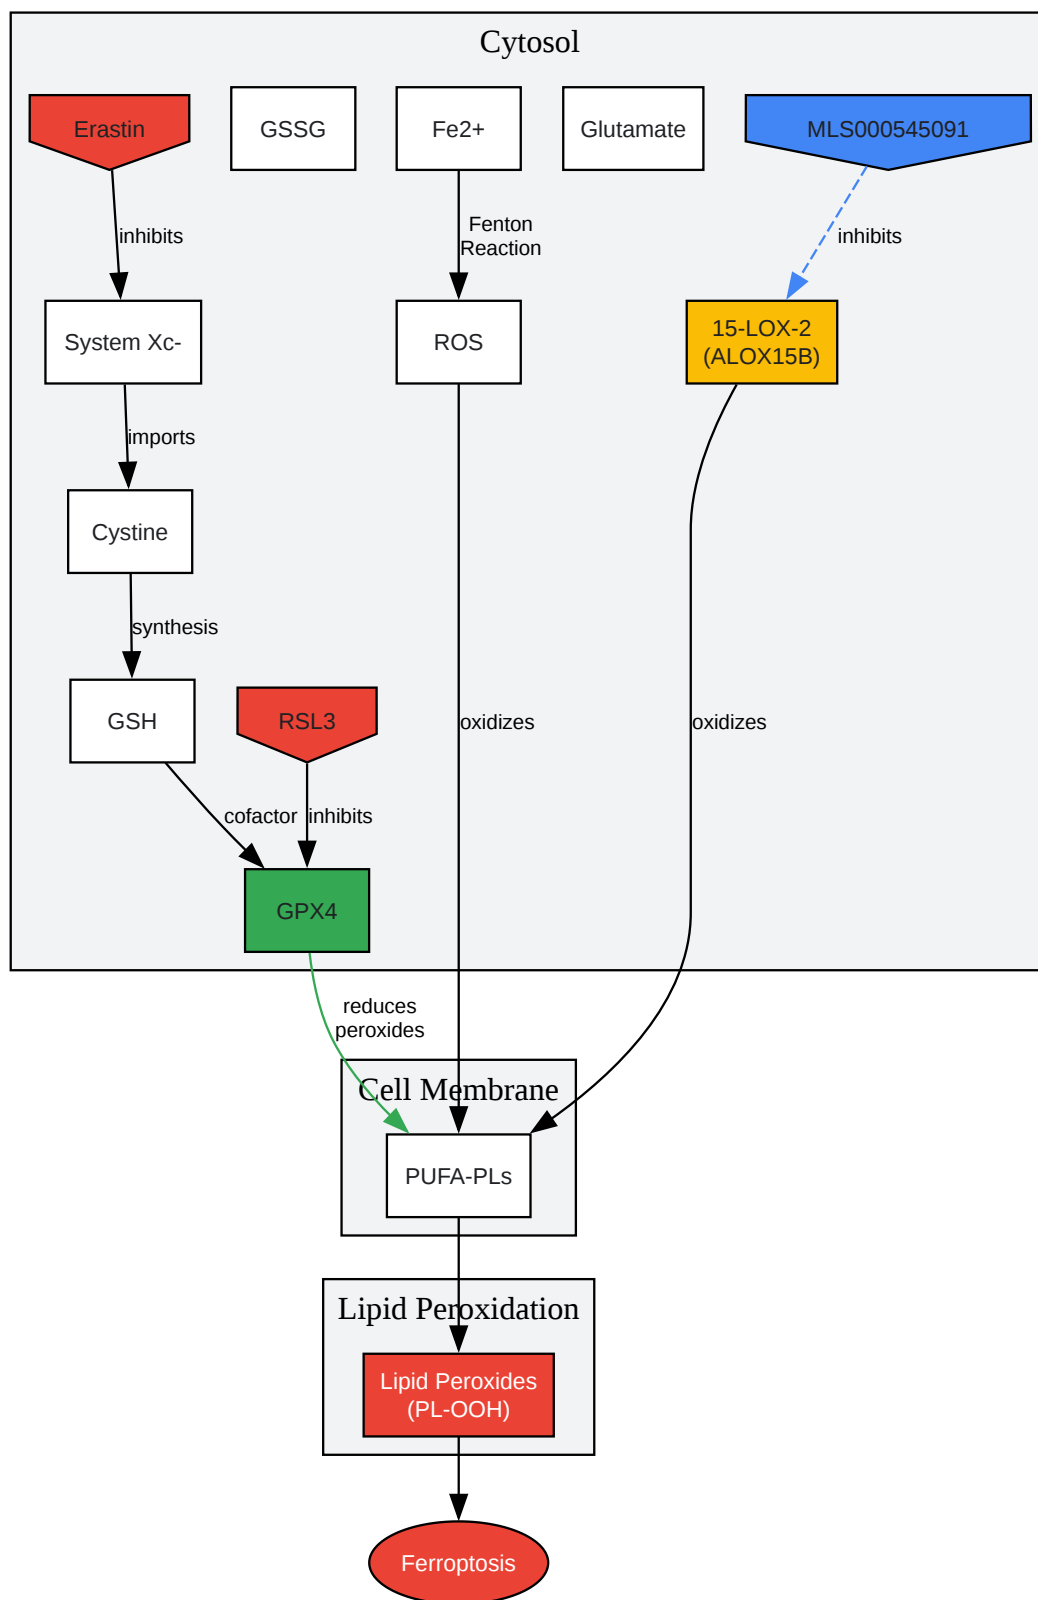 Cytosol
Erastin
GSSG
Fe2+
Glutamate
MLS000545091
inhibits
Fenton
Reaction
inhibits
System Xc-
ROS
15-LOX-2
(ALOX15B)
imports
Cystine
synthesis
GSH
RSL3
oxidizes
oxidizes
cofactor
inhibits
GPX4
reduces
peroxides
Cell Membrane
PUFA-PLs
Lipid Peroxidation
Lipid Peroxides
(PL-OOH)
Ferroptosis